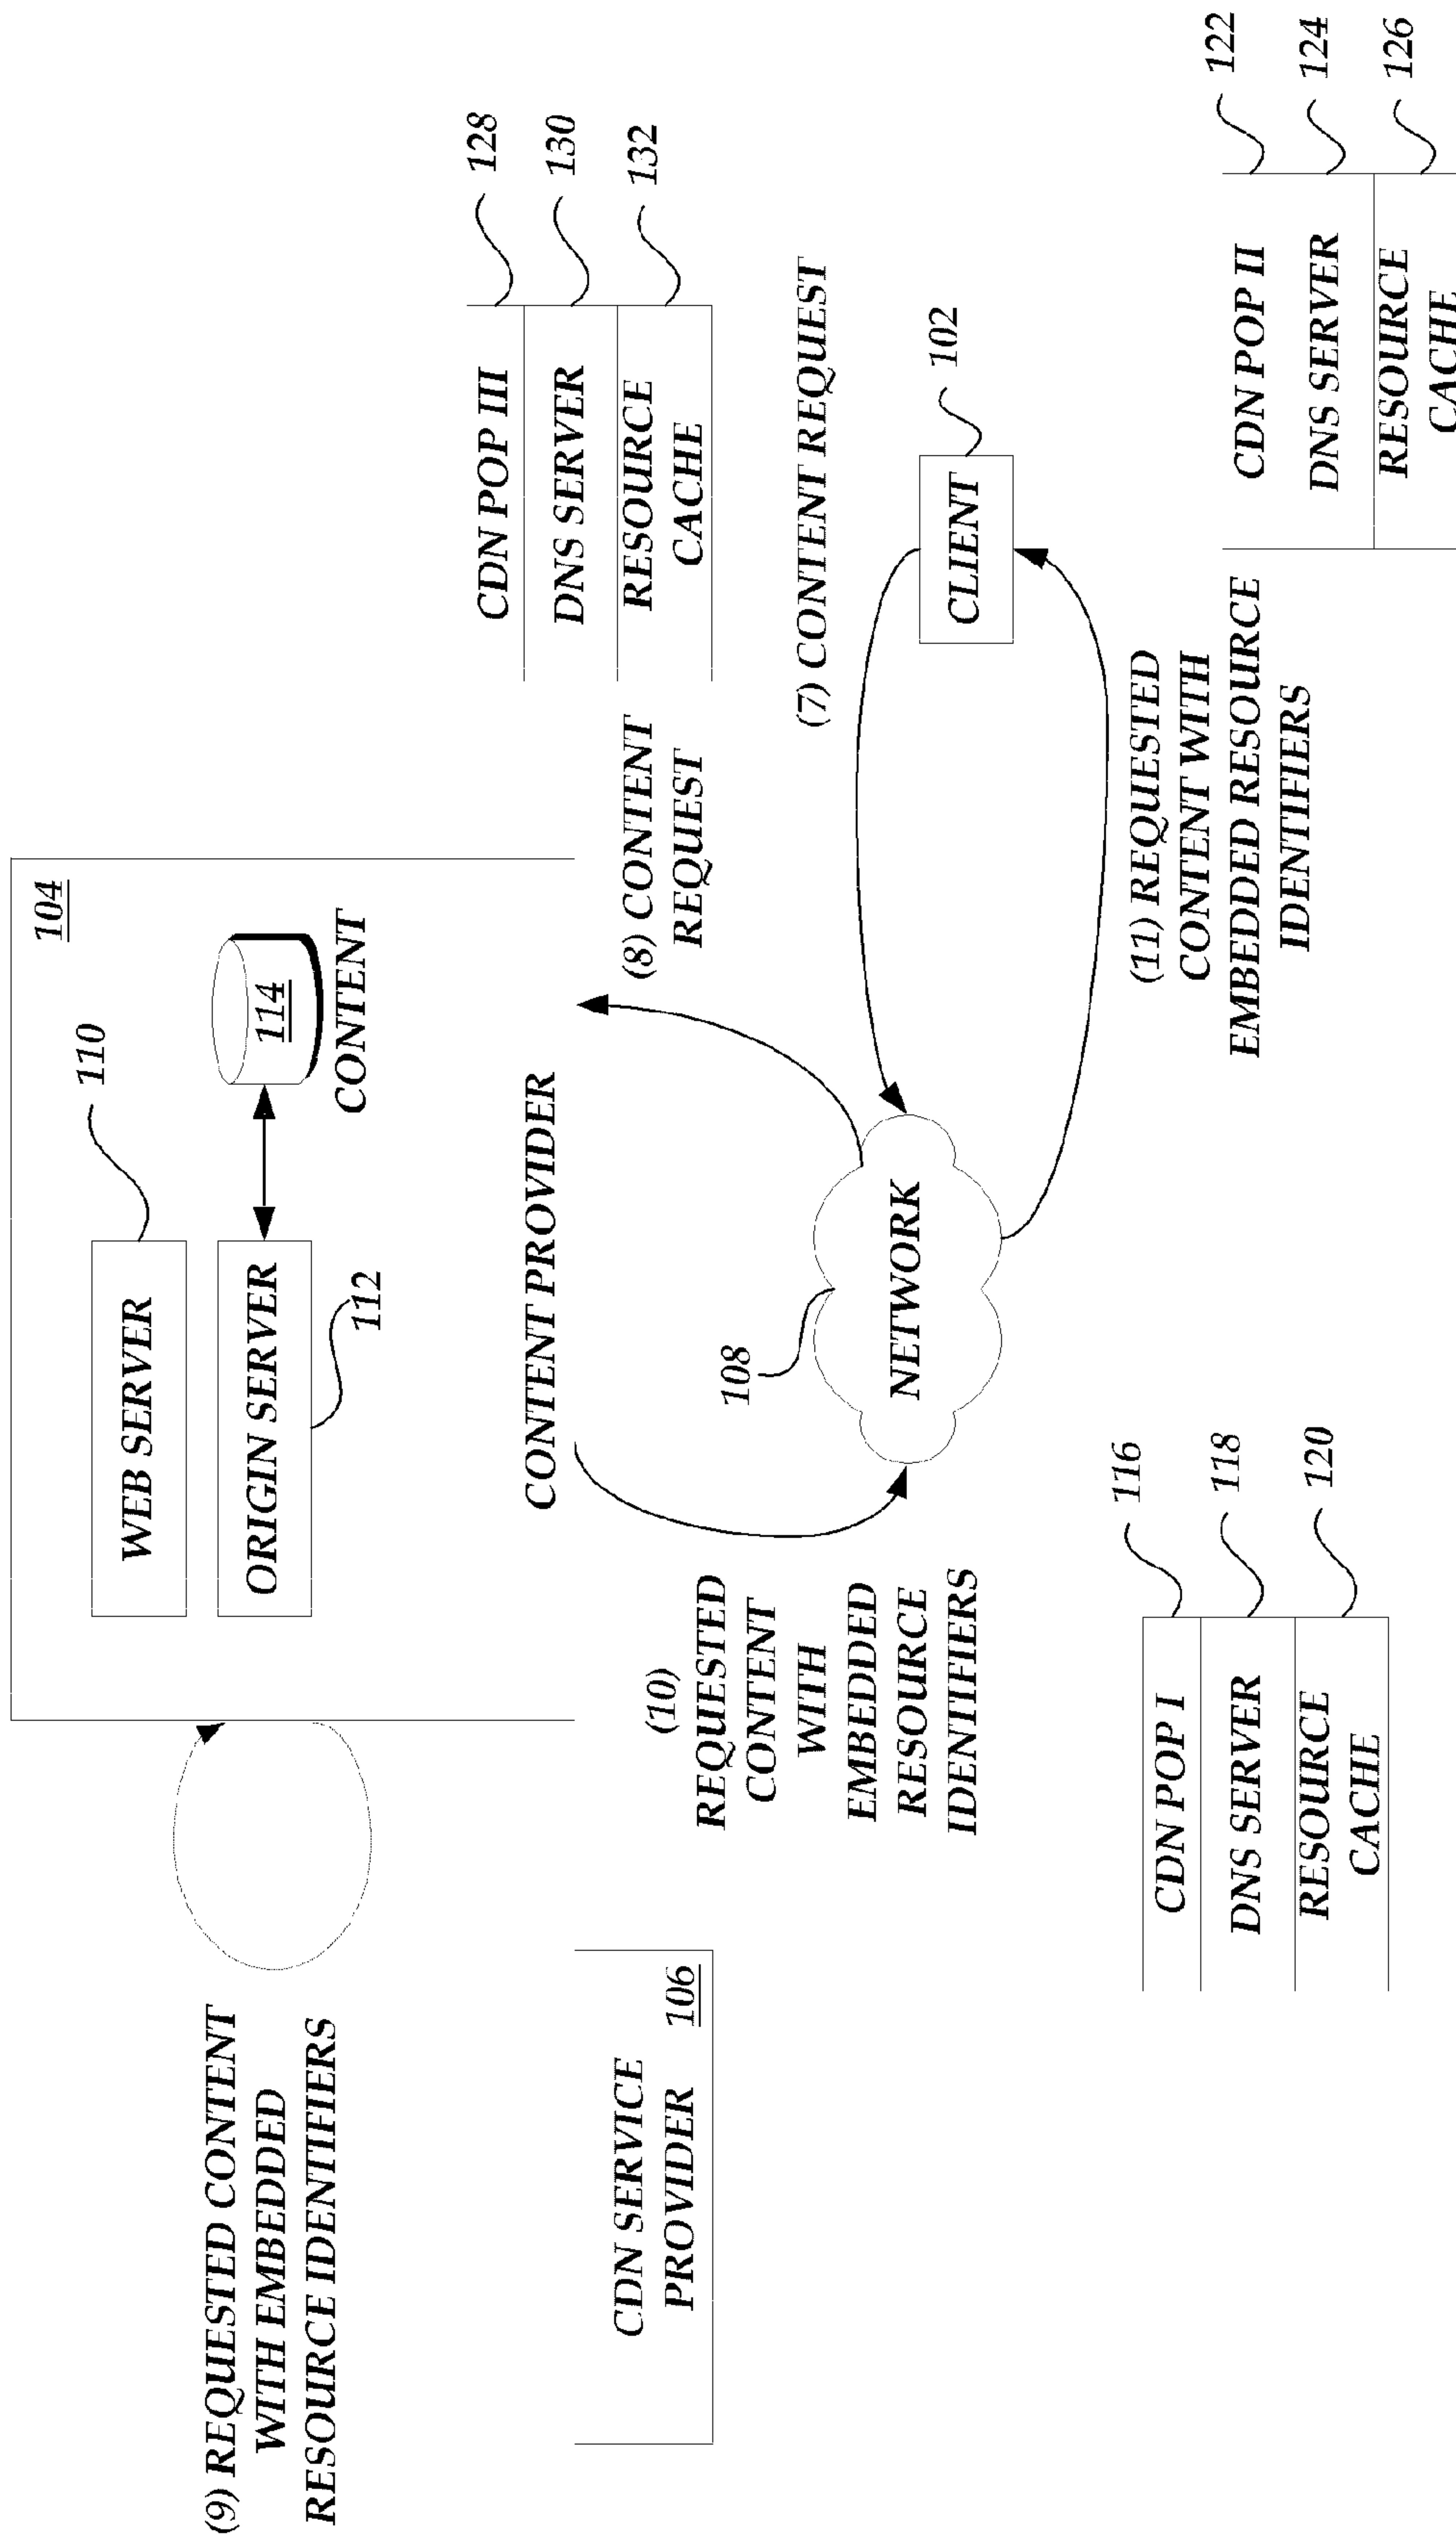 104
WEB SERVER
110
ORIGIN SERVER
112
114
CONTENT
CONTENT PROVIDER
(9) REQUESTED CONTENT
WITH EMBEDDED
RESOURCE IDENTIFIERS
CDN SERVICE
PROVIDER
106
(10)
REQUESTED
CONTENT
WITH
EMBEDDED
RESOURCE
IDENTIFIERS
(8) CONTENT
REQUEST
CDN POP III
128
DNS SERVER
130
RESOURCE
CACHE
132
(7) CONTENT REQUEST
108
NETWORK
CLIENT
102
(11) REQUESTED
CONTENT WITH
EMBEDDED RESOURCE
IDENTIFIERS
CDN POP I
116
DNS SERVER
118
RESOURCE
CACHE
120
CDN POP II
122
DNS SERVER
124
RESOURCE
CACHE
126